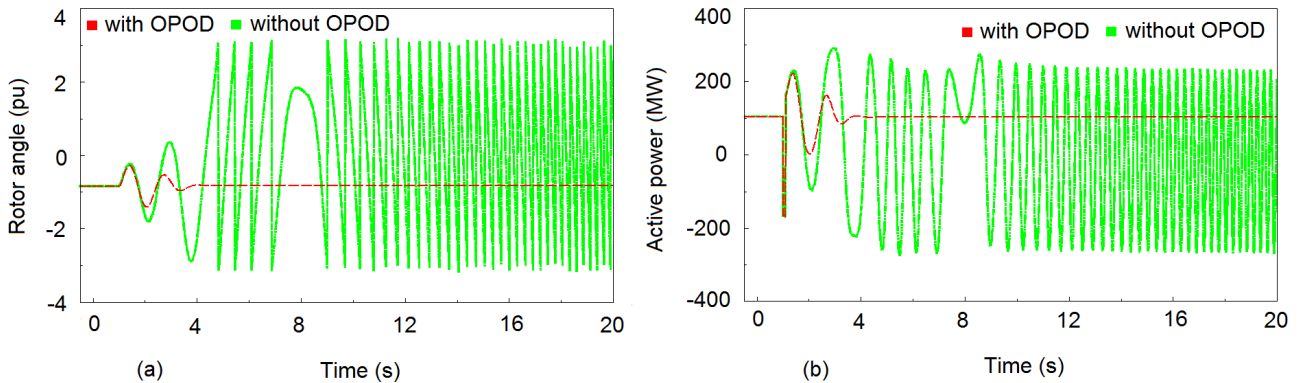 with OPOD without OPOD
Rotor angle (pu)
4
2
0
-2
-4
0 4 8 12 16 20
(a) Time (s)
with OPOD without OPOD
Active power (MW)
400
200
0
-200
-400
0 4 8 12 16 20
(b) Time (s)